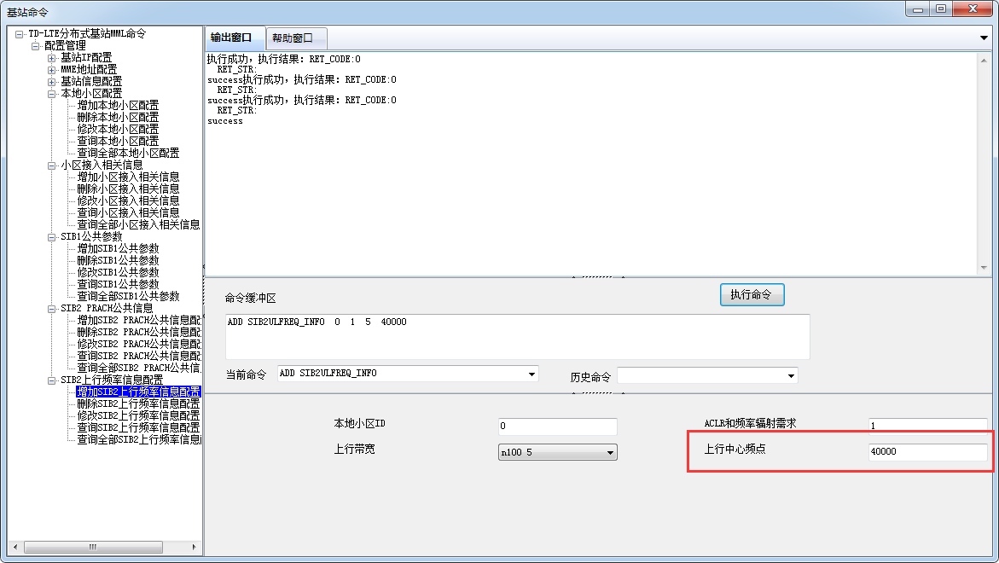 基站命令
TD-LTE分布式基站MML命令
配置管理
基站IP配置
MME地址配置
基站信息配置
本地小区配置
增加本地小区配置
删除本地小区配置
修改本地小区配置
查询本地小区配置
查询全部本地小区配置
小区接入相关信息
增加小区接入相关信息
删除小区接入相关信息
修改小区接入相关信息
查询小区接入相关信息
查询全部小区接入相关信息
SIB1公共参数
增加SIB1公共参数
删除SIB1公共参数
修改SIB1公共参数
查询SIB1公共参数
查询全部SIB1公共参数
SIB2 PRACH公共信息
增加SIB2 PRACH公共信息配
删除SIB2 PRACH公共信息配
修改SIB2 PRACH公共信息配
查询SIB2 PRACH公共信息配
查询全部SIB2 PRACH公共信
SIB2上行频率信息配置
增加SIB2上行频率信息配置
删除SIB2上行频率信息配置
修改SIB2上行频率信息配置
查询SIB2上行频率信息配置
查询全部SIB2上行频率信息
输出窗口 帮助窗口
执行成功，执行结果: RET_CODE:0
RET_STR:
success执行成功，执行结果: RET_CODE:0
RET_STR:
success执行成功，执行结果: RET_CODE:0
RET_STR:
success
命令缓冲区 执行命令
ADD SIB2ULFREQ_INFO 0 1 5 40000
当前命令 ADD SIB2ULFREQ_INFO 历史命令
本地小区ID 0 ACLR和频率辐射需求 1
上行带宽 n100 5 上行中心频点 40000